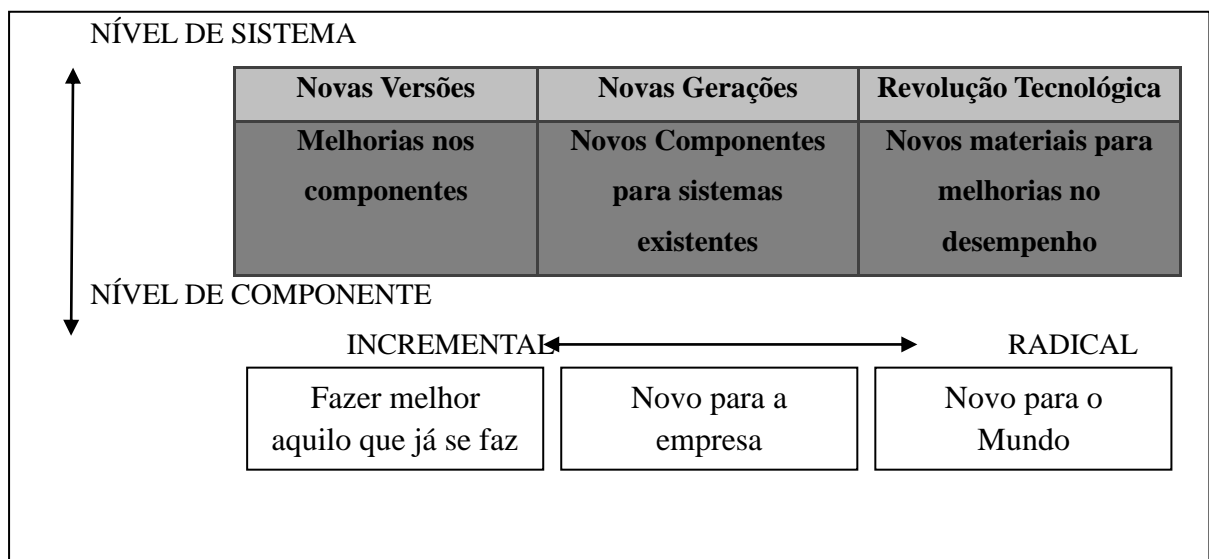 NÍVEL DE SISTEMA
Novas Versões
Novas Gerações
Revolução Tecnológica
Melhorias nos
componentes
Novos Componentes
para sistemas
existentes
Novos materiais para
melhorias no
desempenho
NÍVEL DE COMPONENTE
INCREMENTAL
RADICAL
Fazer melhor
aquilo que já se faz
Novo para a
empresa
Novo para o
Mundo